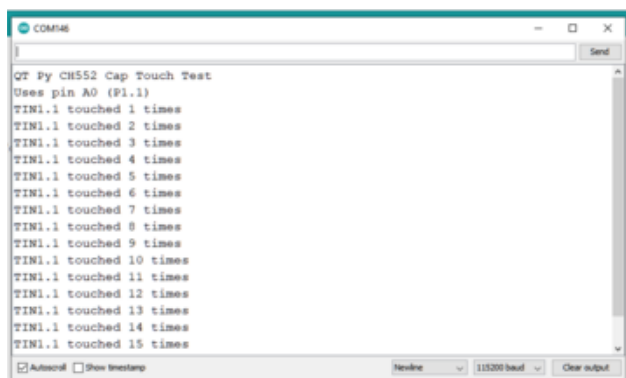 COM146
Send
QT Py CH552 Cap Touch Test
Uses pin A0 (P1.1)
TIN1.1 touched 1 times
TIN1.1 touched 2 times
TIN1.1 touched 3 times
TIN1.1 touched 4 times
TIN1.1 touched 5 times
TIN1.1 touched 6 times
TIN1.1 touched 7 times
TIN1.1 touched 8 times
TIN1.1 touched 9 times
TIN1.1 touched 10 times
TIN1.1 touched 11 times
TIN1.1 touched 12 times
TIN1.1 touched 13 times
TIN1.1 touched 14 times
TIN1.1 touched 15 times
Autoscroll Show timestamp Newline 115200 baud Clear output